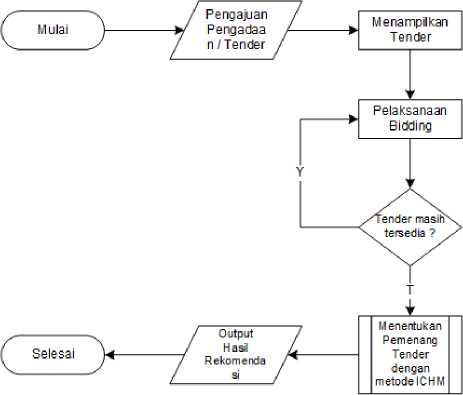 Mulai
Pengajuan
Pengadaa
n / Tender
Menampilkan
Tender
Pelaksanaan
Bidding
Y
Tender masih
tersedia ?
T
Menentukan
Pemenang
Tender
dengan
metode ICHM
Output
Hasil
Rekomenda
si
Selesai